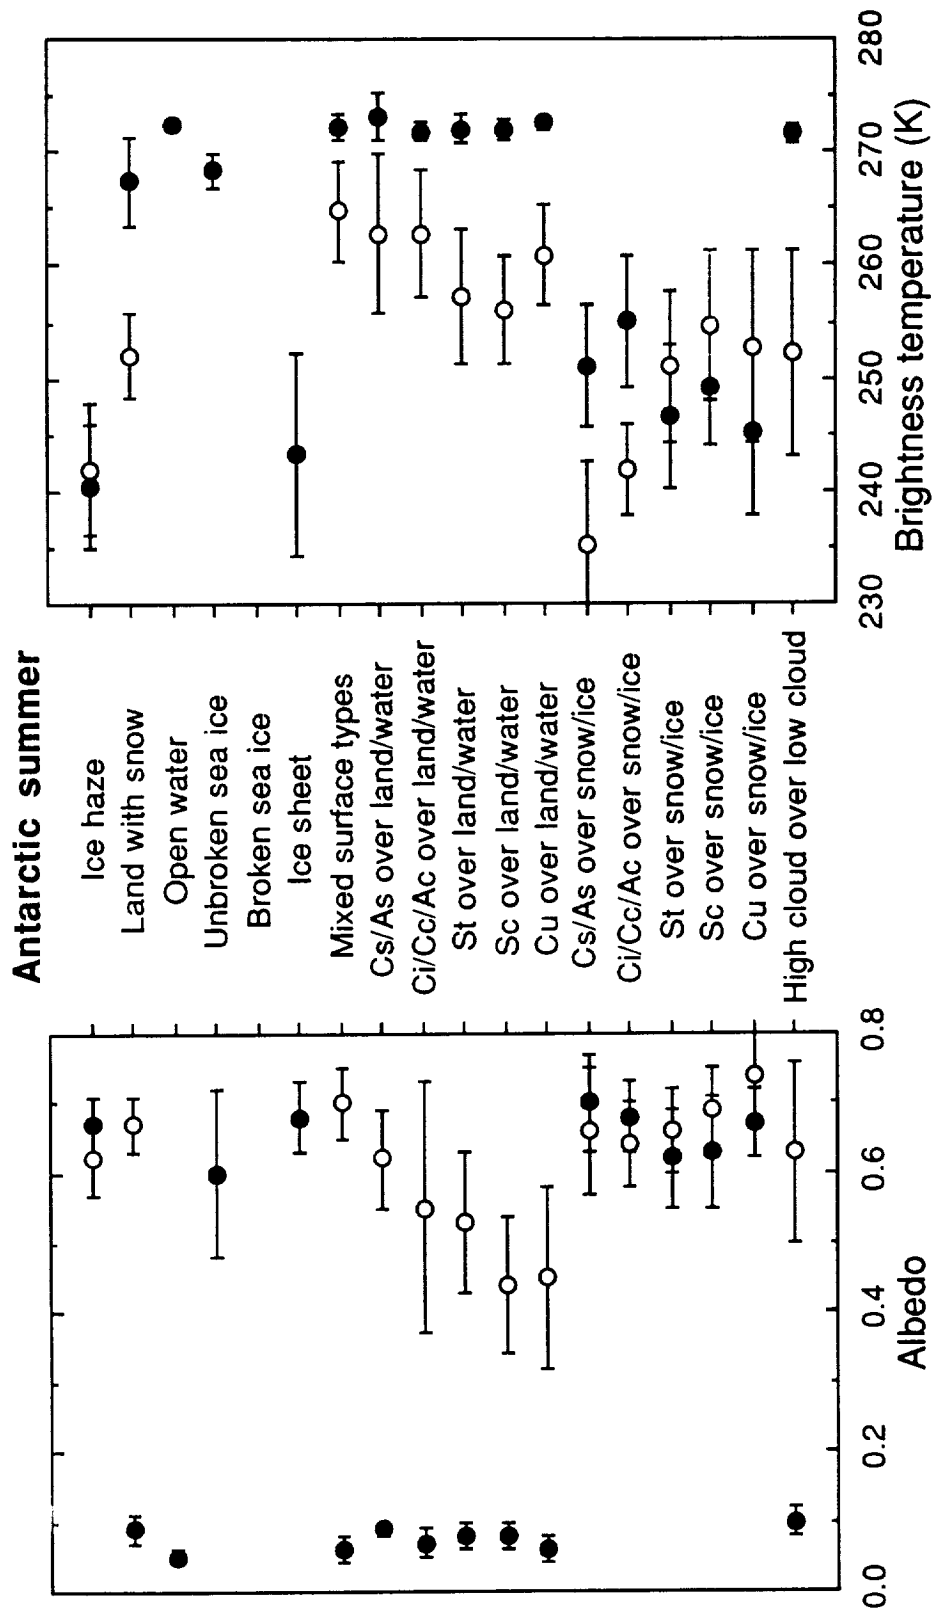 Antarctic summer
Ice haze
Land with snow
Open water
Unbroken sea ice
Broken sea ice
Ice sheet
Mixed surface types
Cs/As over land/water
Ci/Cc/Ac over land/water
St over land/water
Sc over land/water
Cu over land/water
Cs/As over snow/ice
Ci/Cc/Ac over snow/ice
St over snow/ice
Sc over snow/ice
Cu over snow/ice
High cloud over low cloud
0.0 0.2 0.4 0.6 0.8
Albedo
230 240 250 260 270 280
Brightness temperature (K)